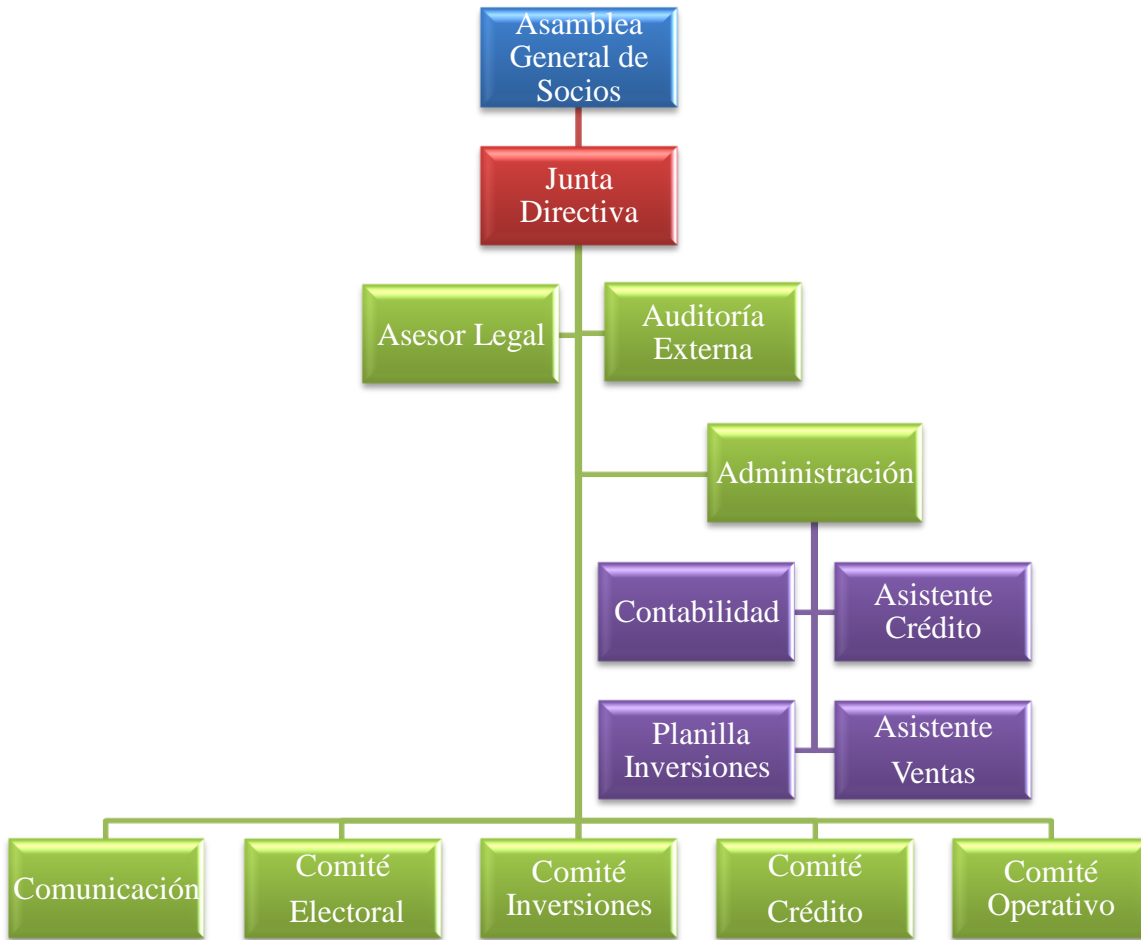 Asamblea
General de
Socios
Junta
Directiva
Asesor Legal
Auditoría
Externa
Administración
Contabilidad
Asistente
Crédito
Planilla
Inversiones
Asistente
Ventas
Comunicación
Comité
Electoral
Comité
Inversiones
Comité
Crédito
Comité
Operativo